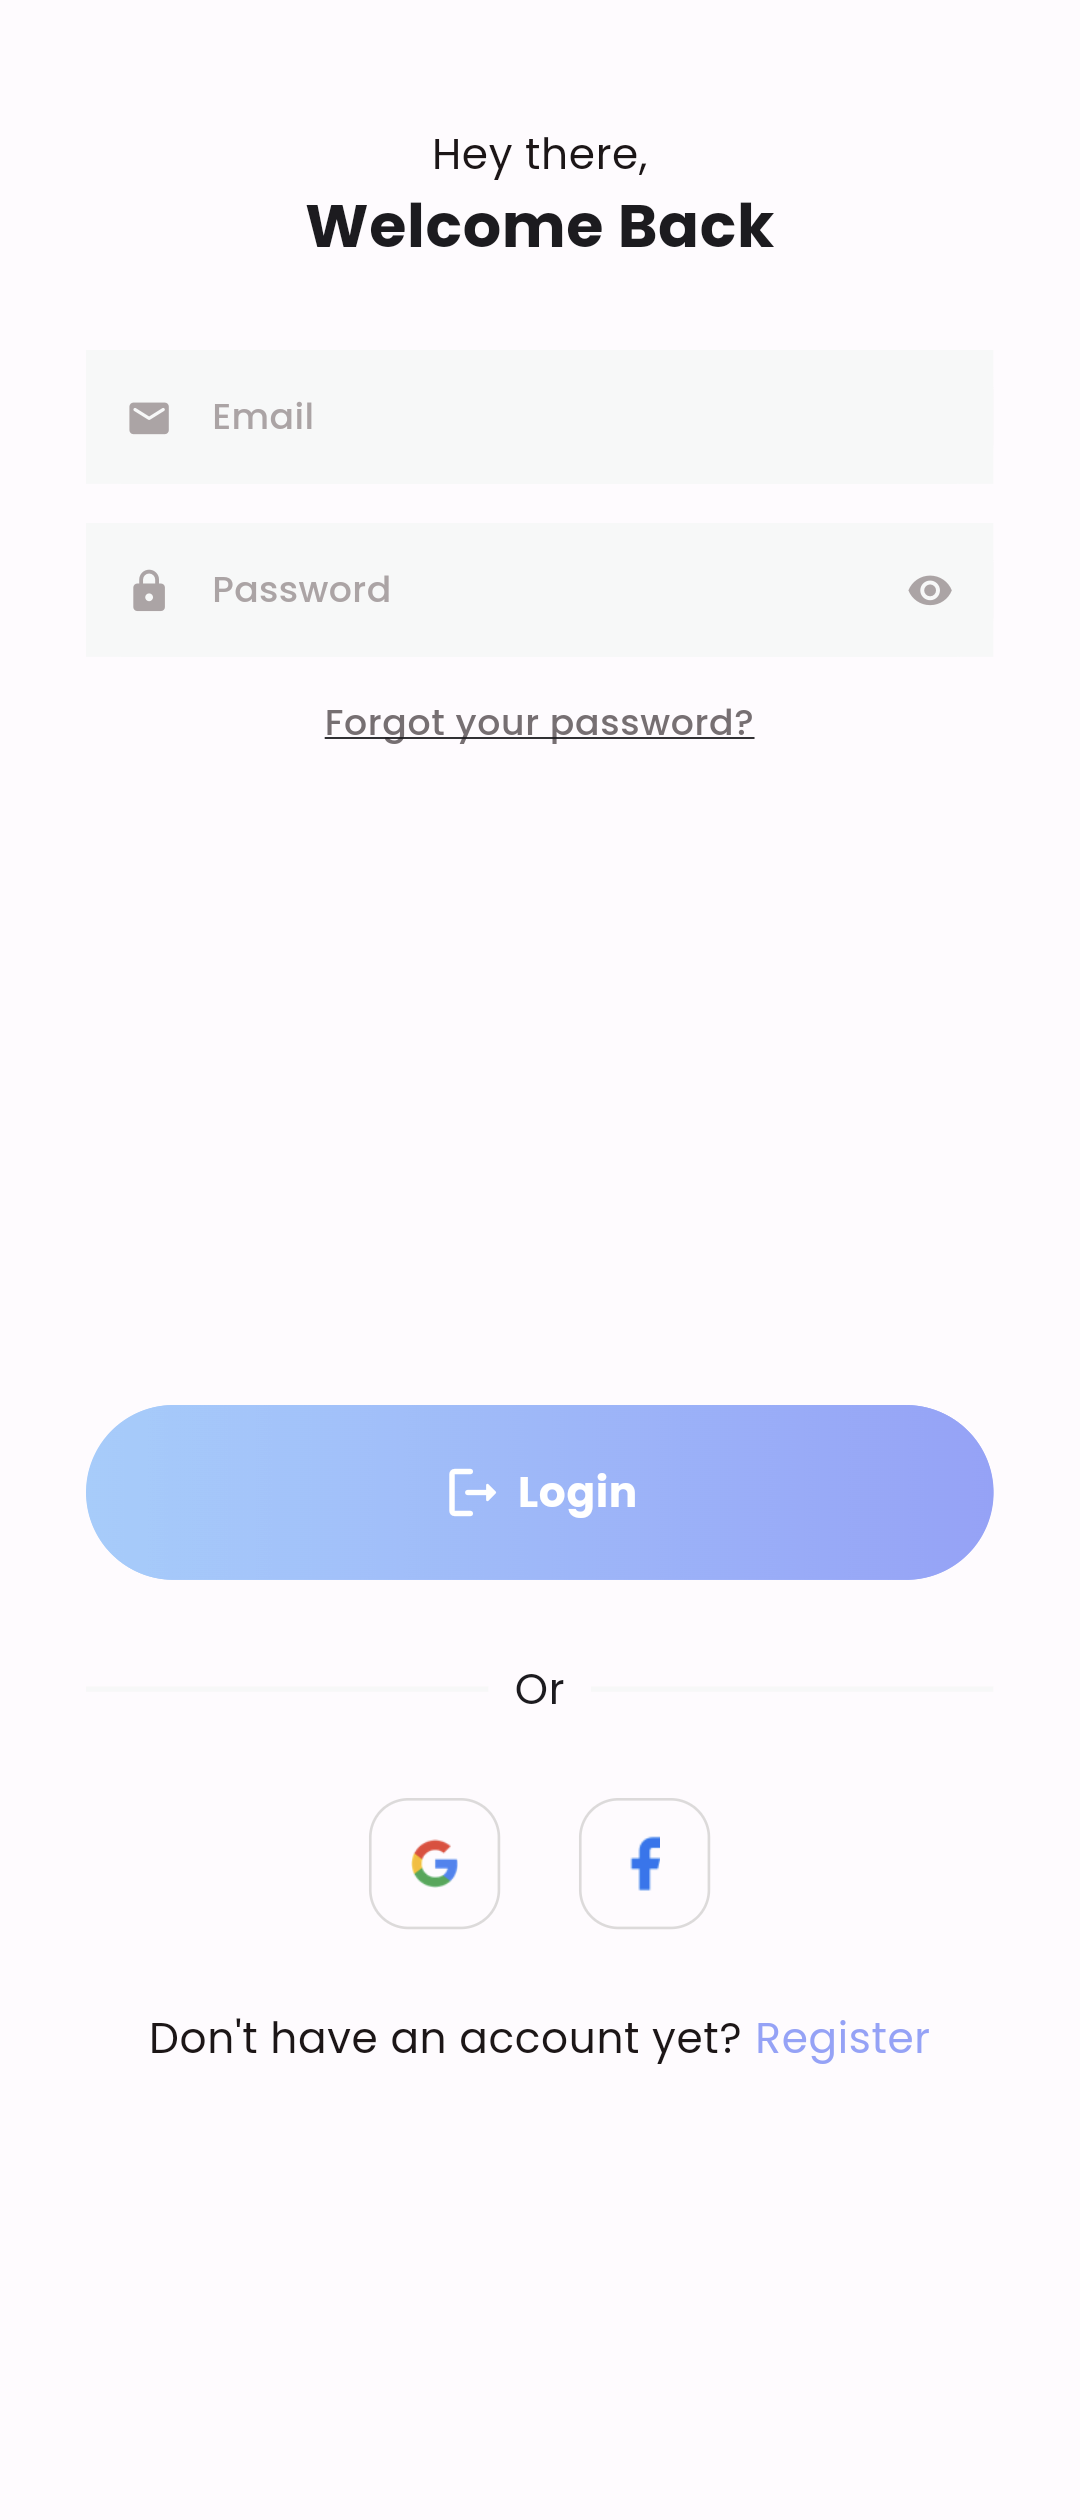 Hey there,
Welcome Back
Email
Password
Forgot your password?
Login
Or
Don't have an account yet? Register